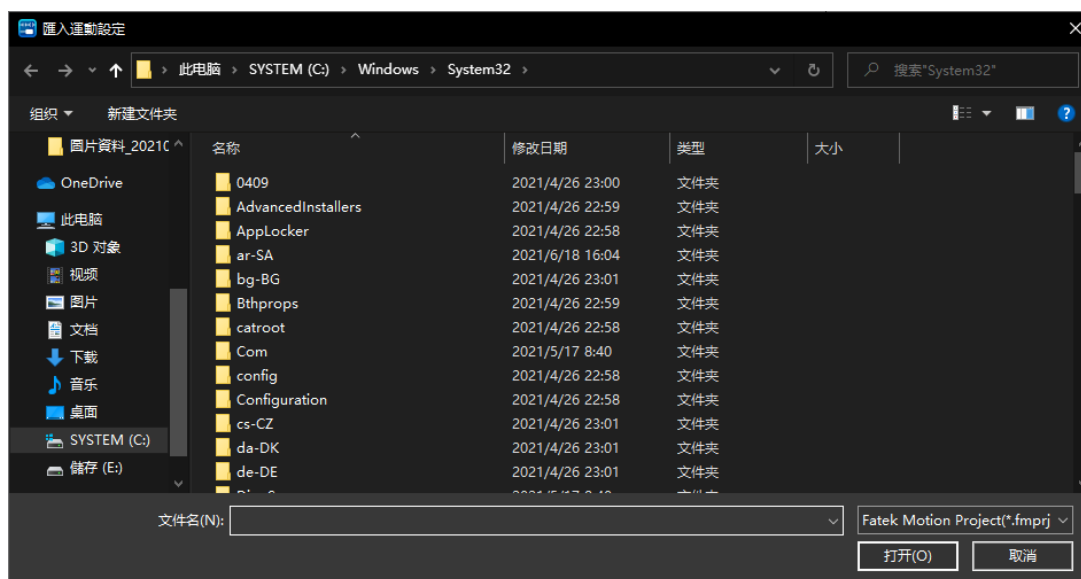 匯入運動設定
此电脑 › SYSTEM (C:) › Windows › System32 ›
搜索"System32"
组织 新建文件夹
圖片資料_2021
OneDrive
此电脑
3D 对象
视频
图片
文档
下载
音乐
桌面
SYSTEM (C:)
儲存 (E:)
名称 修改日期 类型 大小
0409 2021/4/26 23:00 文件夹
AdvancedInstallers 2021/4/26 22:59 文件夹
AppLocker 2021/4/26 22:58 文件夹
ar-SA 2021/6/18 16:04 文件夹
bg-BG 2021/4/26 23:01 文件夹
Bthprops 2021/4/26 22:59 文件夹
catroot 2021/4/26 22:58 文件夹
Com 2021/5/17 8:40 文件夹
config 2021/4/26 22:58 文件夹
Configuration 2021/4/26 22:58 文件夹
cs-CZ 2021/4/26 23:01 文件夹
da-DK 2021/4/26 23:01 文件夹
de-DE 2021/4/26 23:01 文件夹
文件名(N):
Fatek Motion Project(*.fmprj
打开(O) 取消